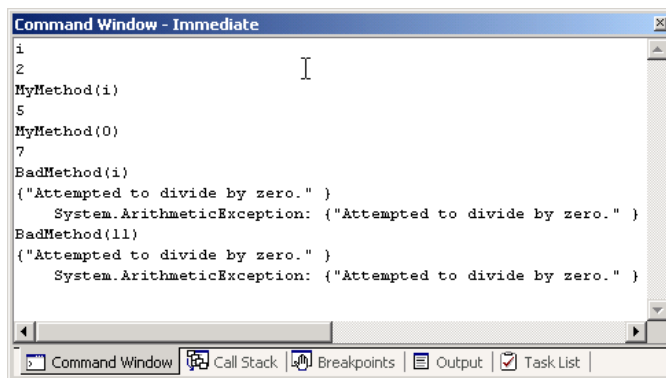 Command Window - Immediate
i
2
MyMethod(i)
5
MyMethod(0)
7
BadMethod(i)
{"Attempted to divide by zero." }
    System.ArithmeticException: {"Attempted to divide by zero." }
BadMethod(11)
{"Attempted to divide by zero." }
    System.ArithmeticException: {"Attempted to divide by zero." }
Command Window Call Stack Breakpoints Output Task List